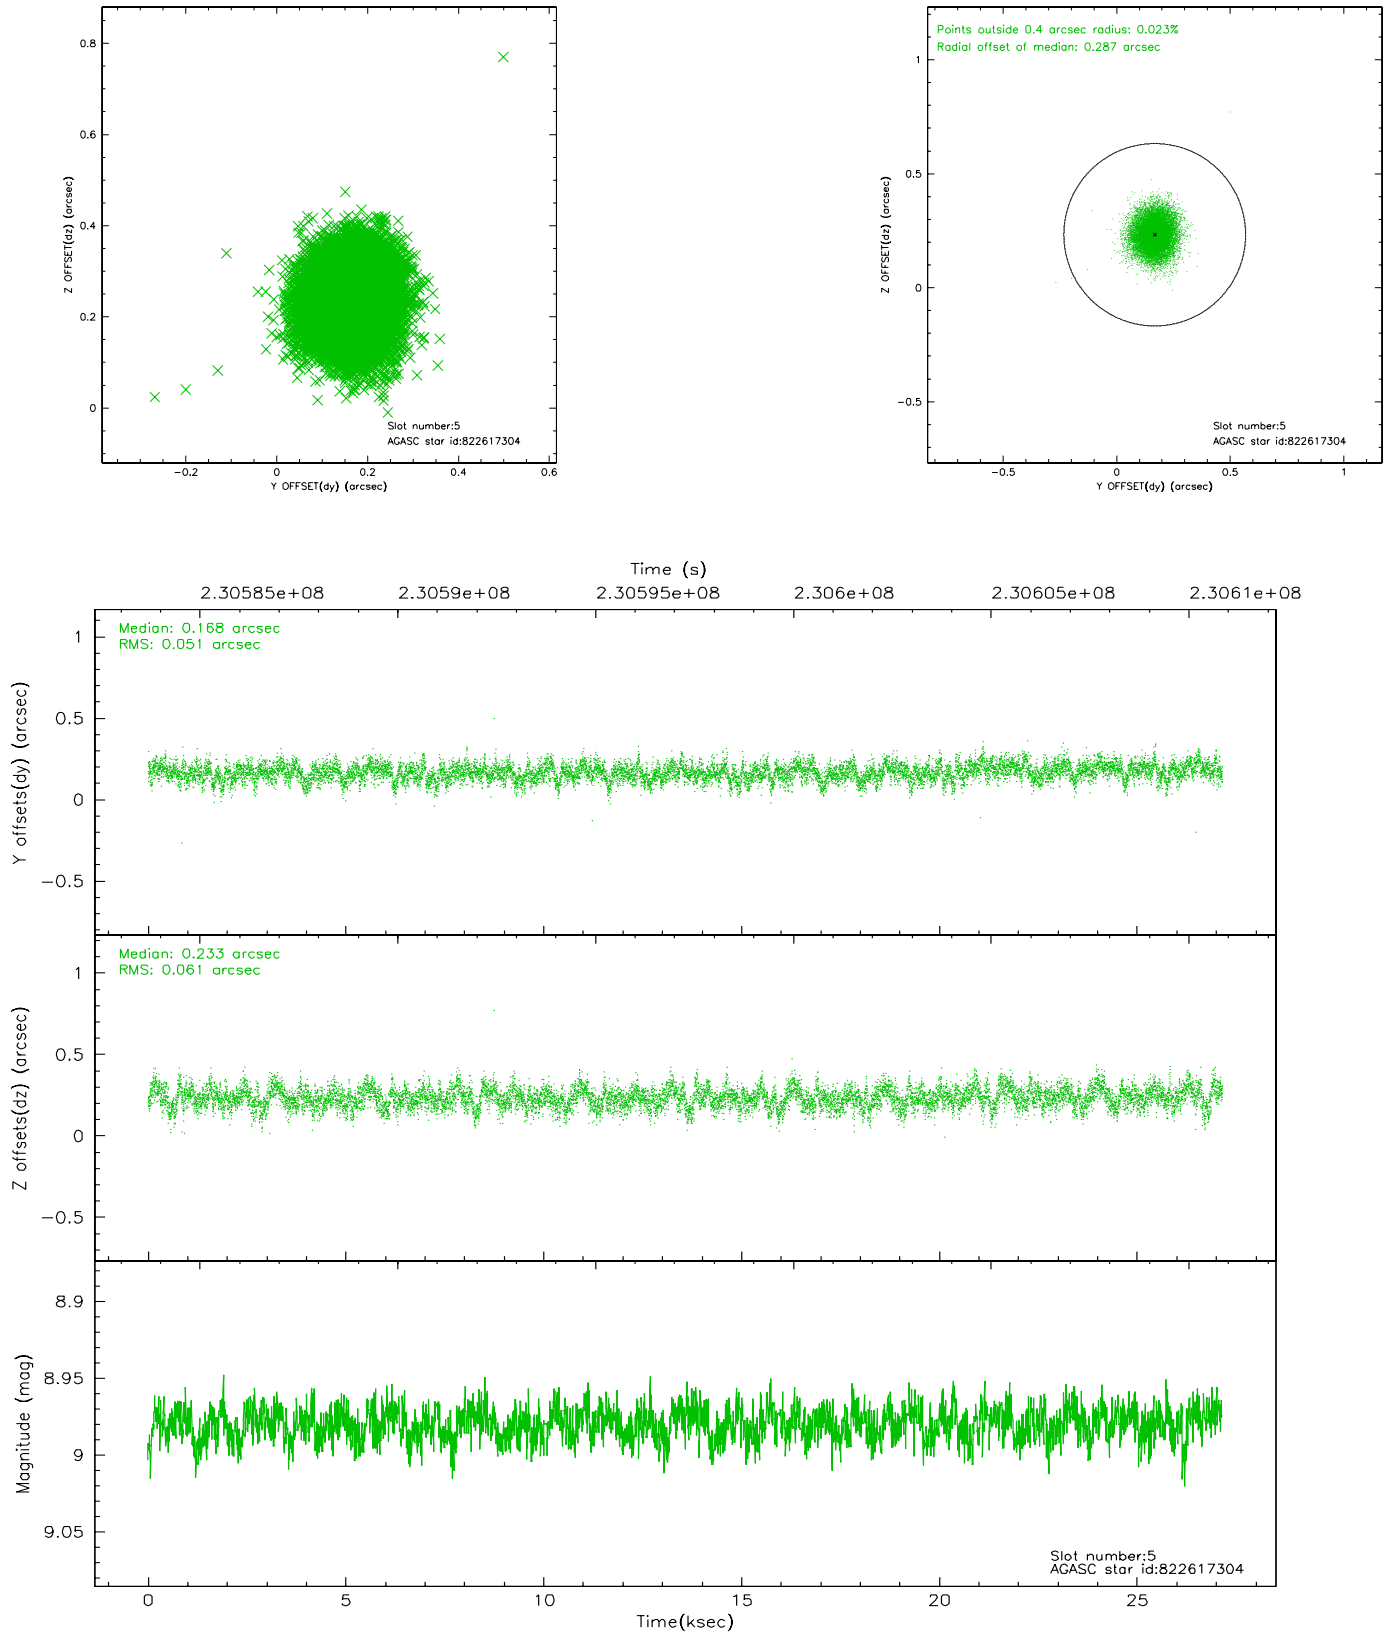 0.8
0.6
0.4
0.2
0
Z OFFSET(dz) (arcsec)
Slot number:5
AGASC star id:822617304
−0.2 0 0.2 0.4 0.6
Y OFFSET(dy) (arcsec)
Points outside 0.4 arcsec radius: 0.023%
Radial offset of median: 0.287 arcsec
1
0.5
0
−0.5
Z OFFSET(dz) (arcsec)
Slot number:5
AGASC star id:822617304
−0.5 0 0.5 1
Y OFFSET(dy) (arcsec)
Time (s)
2.30585e+08 2.3059e+08 2.30595e+08 2.306e+08 2.30605e+08 2.3061e+08
Median: 0.168 arcsec
RMS: 0.051 arcsec
1
0.5
0
−0.5
Y offsets(dy) (arcsec)
Median: 0.233 arcsec
RMS: 0.061 arcsec
1
0.5
0
−0.5
Z offsets(dz) (arcsec)
8.9
8.95
9
9.05
Magnitude (mag)
Slot number:5
AGASC star id:822617304
0 5 10 15 20 25
Time(ksec)